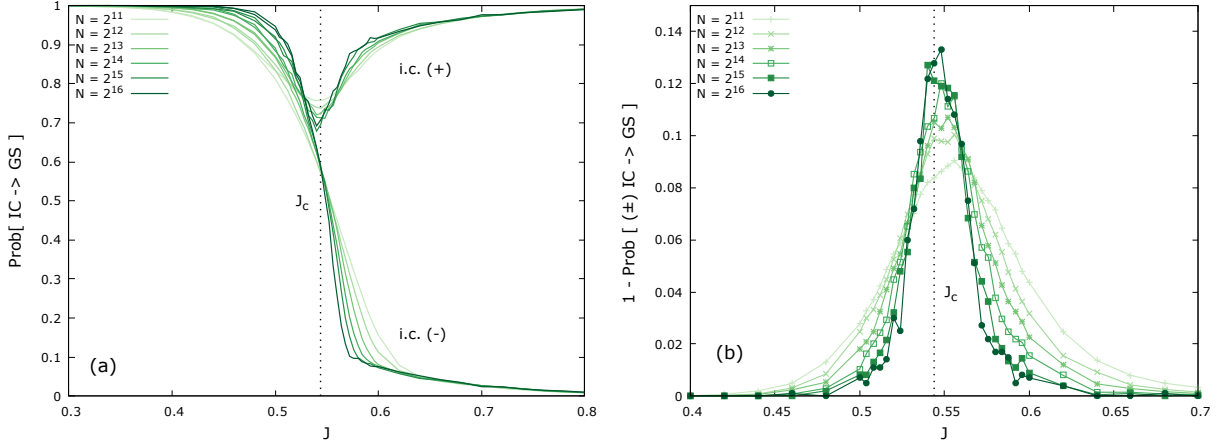 Prob[ IC -> GS ]
1
0.9
0.8
0.7
0.6
0.5
0.4
0.3
0.2
0.1
0
N = 2^11
N = 2^12
N = 2^13
N = 2^14
N = 2^15
N = 2^16
i.c. (+)
J_c
i.c. (-)
(a)
0.3 0.4 0.5 0.6 0.7 0.8
J
1 - Prob [ (±) IC -> GS ]
0.14
0.12
0.1
0.08
0.06
0.04
0.02
0
N = 2^11
N = 2^12
N = 2^13
N = 2^14
N = 2^15
N = 2^16
J_c
(b)
0.4 0.45 0.5 0.55 0.6 0.65 0.7
J